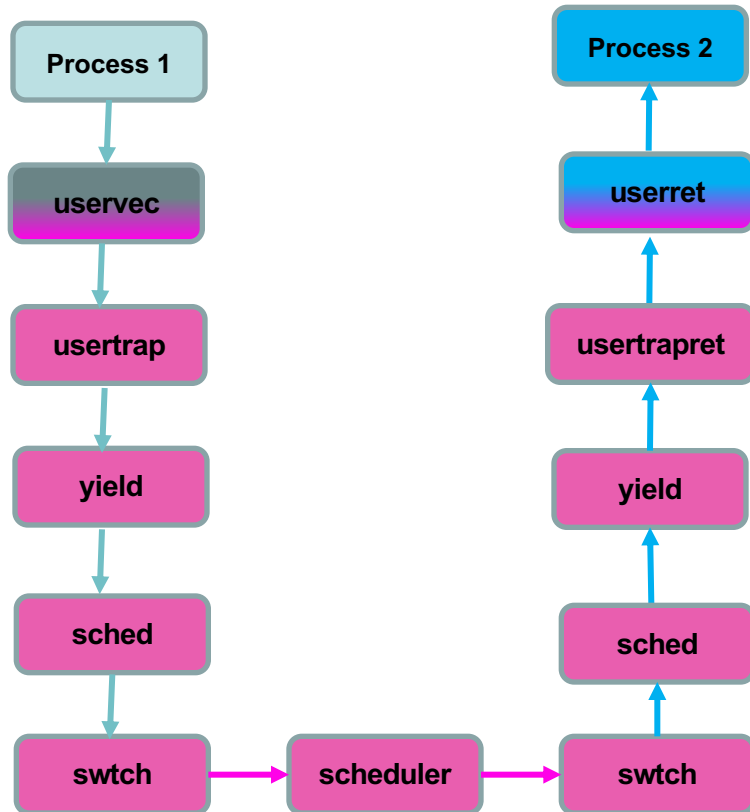 Process 1
uservec
usertrap
yield
sched
swtch
scheduler
swtch
sched
yield
usertrapret
userret
Process 2